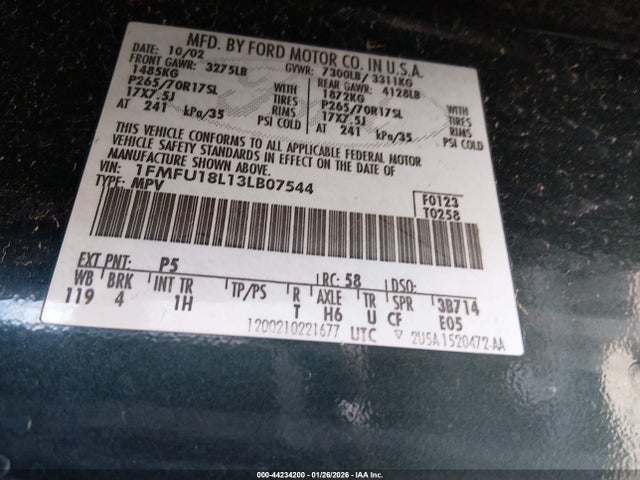 MFD. BY FORD MOTOR CO. IN U.S.A.
DATE: 10/02 GVWR: 7300LB/ 3311KG
FRONT GAWR: 3275LB REAR GAWR: 4128LB
1485KG WITH 1872KG WITH
P265/70R17SL TIRES P265/70R17SL TIRES
17X7.5J RIMS 17X7.5J RIMS
AT 241 kPa/35 PSI COLD AT 241 kPa/35 PSI COLD
THIS VEHICLE CONFORMS TO ALL APPLICABLE FEDERAL MOTOR
VEHICLE SAFETY STANDARDS IN EFFECT ON THE DATE OF
MANUFACTURE SHOWN ABOVE.
VIN: 1FMFU18L13LB07544
TYPE: MPV
F0123
T0258
EXT PNT: P5 RC: 58 DSO:
WB BRK INT TR TP/PS R AXLE TR SPR 3B714
119 4 1H T H6 U CF E05
1200210221677 UTC ▽ 2U5A 1520472-AA
000-44234200 - 01/26/2026 - IAA Inc.